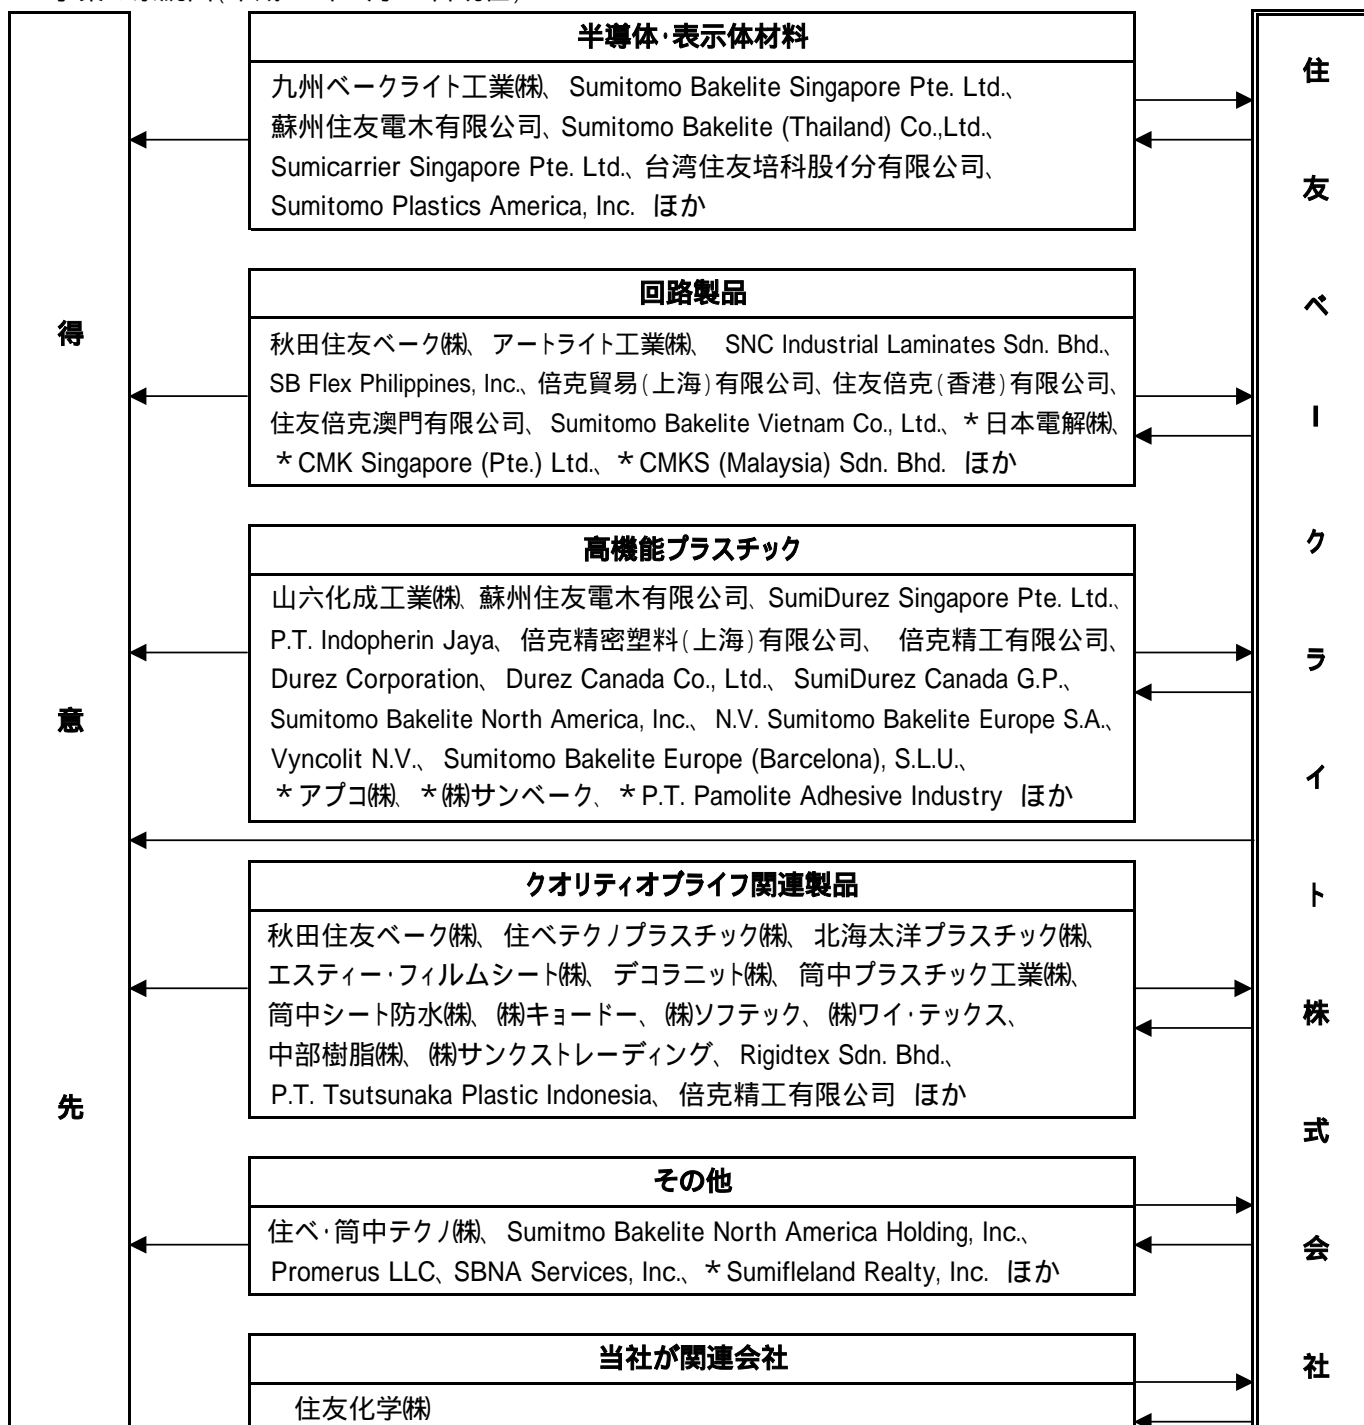 半導体・表示体材料
九州ベークライト工業㈱、Sumitomo Bakelite Singapore Pte. Ltd.、
蘇州住友電木有限公司、Sumitomo Bakelite (Thailand) Co.,Ltd.、
Sumicarrier Singapore Pte. Ltd.、台湾住友培科股イ分有限公司、
Sumitomo Plastics America, Inc. ほか
回路製品
秋田住友ベーク㈱、アートライト工業㈱、 SNC Industrial Laminates Sdn. Bhd.、
SB Flex Philippines, Inc.、倍克貿易(上海)有限公司、住友倍克(香港)有限公司、
住友倍克澳門有限公司、Sumitomo Bakelite Vietnam Co., Ltd.、*日本電解㈱、
*CMK Singapore (Pte.) Ltd.、*CMKS (Malaysia) Sdn. Bhd. ほか
高機能プラスチック
山六化成工業㈱、蘇州住友電木有限公司、SumiDurez Singapore Pte. Ltd.、
P.T. Indopherin Jaya、倍克精密塑料(上海)有限公司、 倍克精工有限公司、
Durez Corporation、Durez Canada Co., Ltd.、SumiDurez Canada G.P.、
Sumitomo Bakelite North America, Inc.、N.V. Sumitomo Bakelite Europe S.A.、
Vyncolit N.V.、Sumitomo Bakelite Europe (Barcelona), S.L.U.、
*アプコ㈱、*㈱サンベーク、*P.T. Pamolite Adhesive Industry ほか
クオリティオブライフ関連製品
秋田住友ベーク㈱、住べテクノプラスチック㈱、北海太洋プラスチック㈱、
エスティー・フィルムシート㈱、デコラニット㈱、筒中プラスチック工業㈱、
筒中シート防水㈱、㈱キョードー、㈱ソフテック、㈱ワイ・テックス、
中部樹脂㈱、㈱サンクストレーディング、Rigidtex Sdn. Bhd.、
P.T. Tsutsunaka Plastic Indonesia、倍克精工有限公司 ほか
その他
住べ・筒中テクノ㈱、Sumitmo Bakelite North America Holding, Inc.、
Promerus LLC、SBNA Services, Inc.、*Sumifleland Realty, Inc. ほか
当社が関連会社
住友化学㈱
得意先
住友ベークライト株式会社